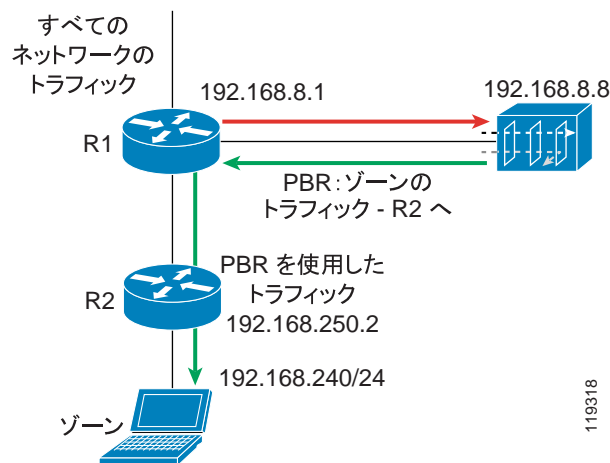 すべての
ネットワークの
トラフィック
192.168.8.1
192.168.8.8
R1
PBR：ゾーンの
トラフィック - R2 へ
PBR を使用した
トラフィック
R2
192.168.250.2
192.168.240/24
ゾーン
119318